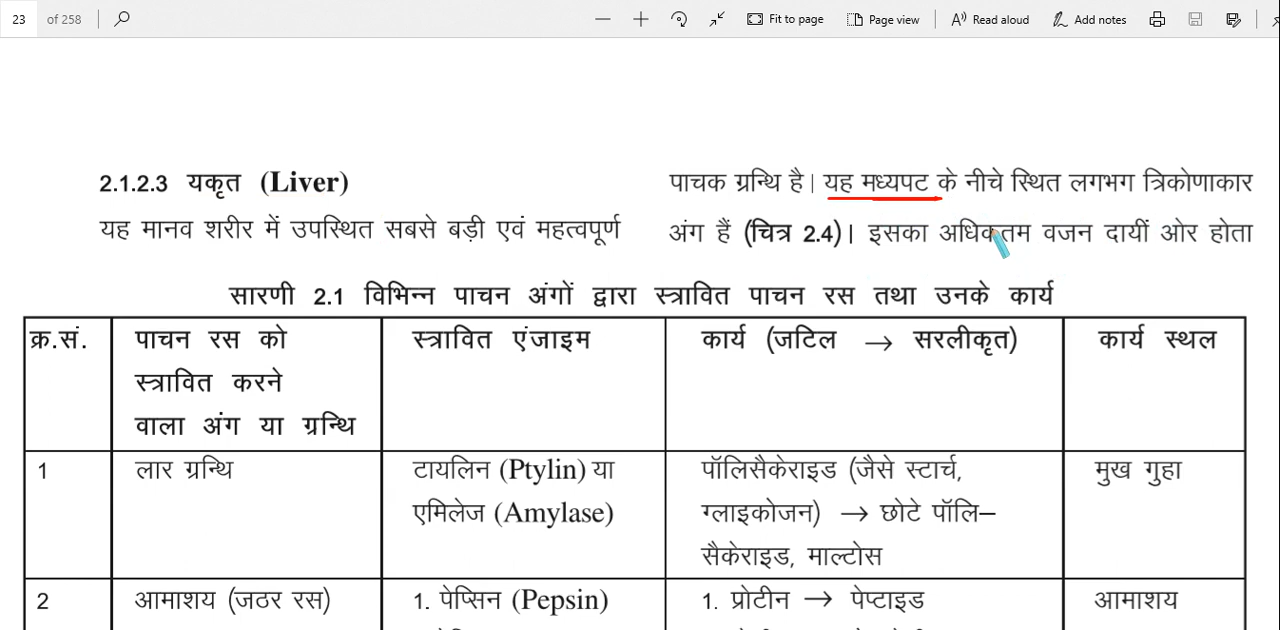 23 of 258 Fit to page Page view Read aloud Add notes
2.1.2.3 यकृत (Liver)
यह मानव शरीर में उपस्थित सबसे बड़ी एवं महत्वपूर्ण
पाचक ग्रन्थि है। यह मध्यपट के नीचे स्थित लगभग त्रिकोणाकार
अंग हैं (चित्र 2.4)। इसका अधिकतम वजन दायीं ओर होता
सारणी 2.1 विभिन्न पाचन अंगों द्वारा स्त्रावित पाचन रस तथा उनके कार्य
क्र.सं. पाचन रस को स्त्रावित एंजाइम कार्य (जटिल → सरलीकृत) कार्य स्थल
स्त्रावित करने
वाला अंग या ग्रन्थि
1 लार ग्रन्थि टायलिन (Ptylin) या पॉलिसैकेराइड (जैसे स्टार्च, मुख गुहा
एमिलेज (Amylase) ग्लाइकोजन) → छोटे पॉलि–
सैकेराइड, माल्टोस
2 आमाशय (जठर रस) 1. पेप्सिन (Pepsin) 1. प्रोटीन → पेप्टाइड आमाशय